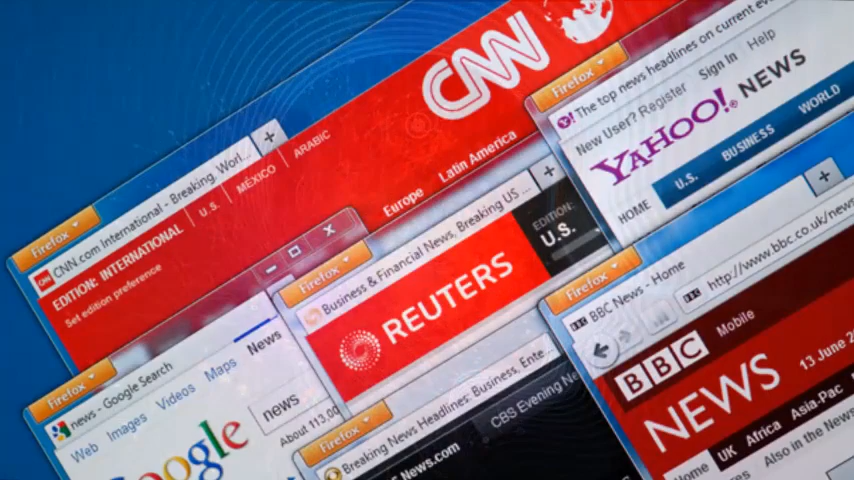 CNN
Firefox
CNN.com International - Breaking, Worl...
EDITION: INTERNATIONAL
U.S.
MÉXICO
ARABIC
Set edition preference
Europe
Latin America
Firefox
Y! The top news headlines on current ev
New User? Register
Sign In
Help
YAHOO!® NEWS
HOME
U.S.
BUSINESS
WORLD
Firefox
Business & Financial News, Breaking US ...
REUTERS
EDITION:
U.S.
Firefox
BBC News - Home
http://www.bbc.co.uk/news
BBC
Mobile
NEWS
13 June 2
Home
UK
Africa
Asia-Pac
Also in the News
Firefox
news - Google Search
Web
Images
Videos
Maps
News
Google
news
About 113,00
Firefox
Breaking News Headlines: Business, Ente...
News.com
CBS Evening Ne